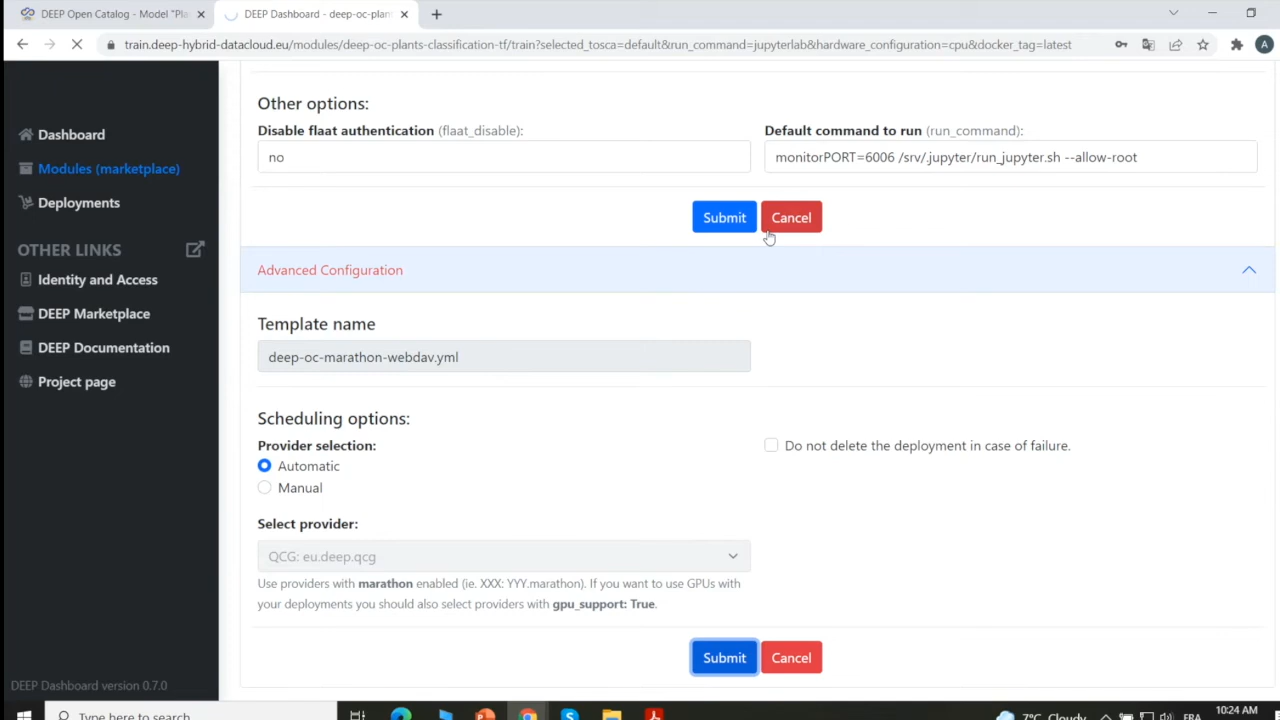 DEEP Open Catalog - Model "Pla
DEEP Dashboard - deep-oc-plant
train.deep-hybrid-datacloud.eu/modules/deep-oc-plants-classification-tf/train?selected_tosca=default&run_command=jupyterlab&hardware_configuration=cpu&docker_tag=latest
A
Dashboard
Modules (marketplace)
Deployments
OTHER LINKS
Identity and Access
DEEP Marketplace
DEEP Documentation
Project page
DEEP Dashboard version 0.7.0
Other options:
Disable flaat authentication (flaat_disable):
no
Default command to run (run_command):
monitorPORT=6006 /srv/.jupyter/run_jupyter.sh --allow-root
Submit
Cancel
Advanced Configuration
Template name
deep-oc-marathon-webdav.yml
Scheduling options:
Provider selection:
Automatic
Manual
Do not delete the deployment in case of failure.
Select provider:
QCG: eu.deep.qcg
Use providers with marathon enabled (ie. XXX: YYY.marathon). If you want to use GPUs with
your deployments you should also select providers with gpu_support: True.
Submit
Cancel
Type here to search
7°C Cloudy
FRA
10:24 AM